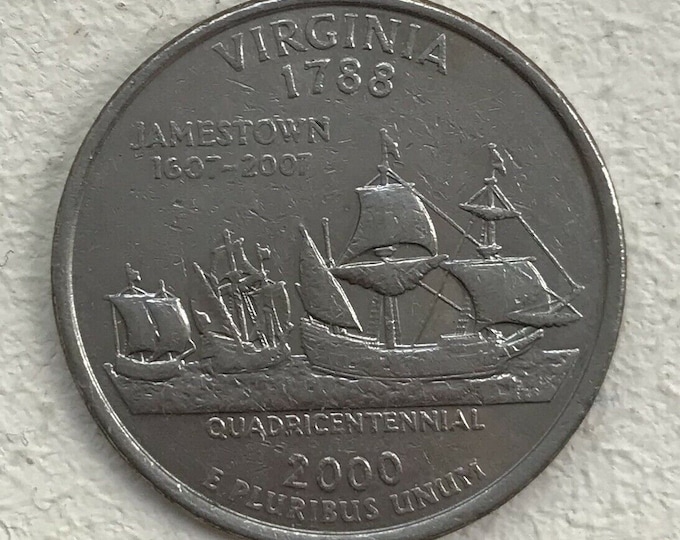 VIRGINIA
1788
JAMESTOWN
1607-2007
QUADRICENTENNIAL
2000
E PLURIBUS UNUM